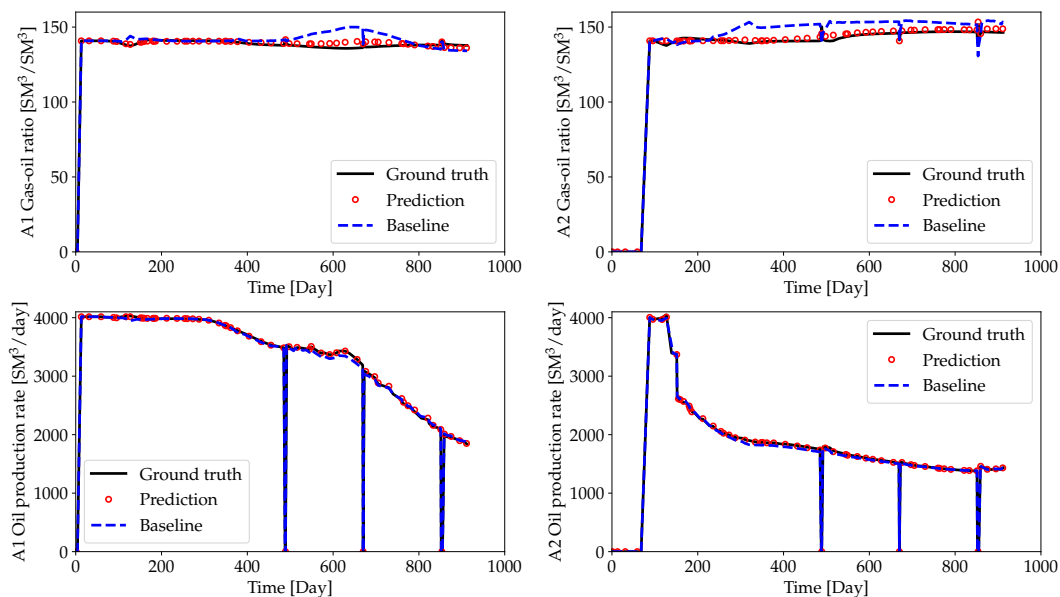 A1 Gas-oil ratio [SM³/SM³]
150
100
50
0
0 200 400 600 800 1000
Time [Day]
Ground truth
Prediction
Baseline
A2 Gas-oil ratio [SM³/SM³]
150
100
50
0
0 200 400 600 800 1000
Time [Day]
Ground truth
Prediction
Baseline
A1 Oil production rate [SM³/day]
4000
3000
2000
1000
0
0 200 400 600 800 1000
Time [Day]
Ground truth
Prediction
Baseline
A2 Oil production rate [SM³/day]
4000
3000
2000
1000
0
0 200 400 600 800 1000
Time [Day]
Ground truth
Prediction
Baseline